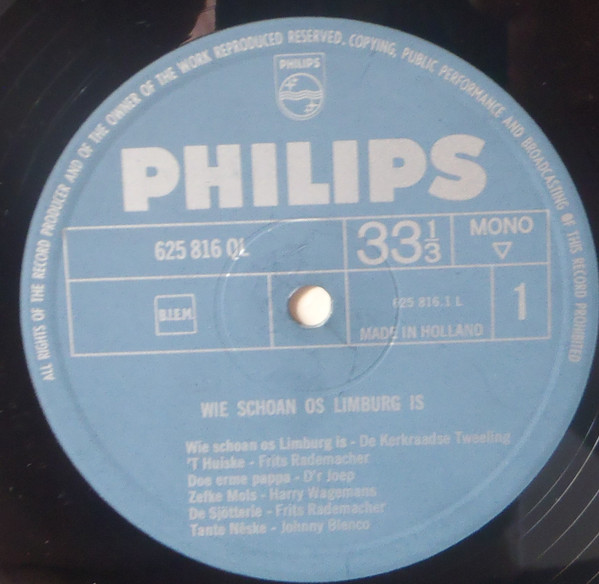 ALL RIGHTS OF THE RECORD PRODUCER AND OF THE OWNER OF THE WORK REPRODUCED RESERVED. COPYING, PUBLIC PERFORMANCE AND BROADCASTING OF THIS RECORD PROHIBITED
PHILIPS
PHILIPS
625 816 QL
33 1/3
MONO
B.I.E.M.
625 816.1 L
MADE IN HOLLAND
1
WIE SCHOAN OS LIMBURG IS
Wie schoan os Limburg is - De Kerkraadse Tweeling
'T Huiske - Frits Rademacher
Doe erme pappa - D'r Joep
Zefke Mols - Harry Wagemans
De Sjötterie - Frits Rademacher
Tante Nèske - Johnny Blanco